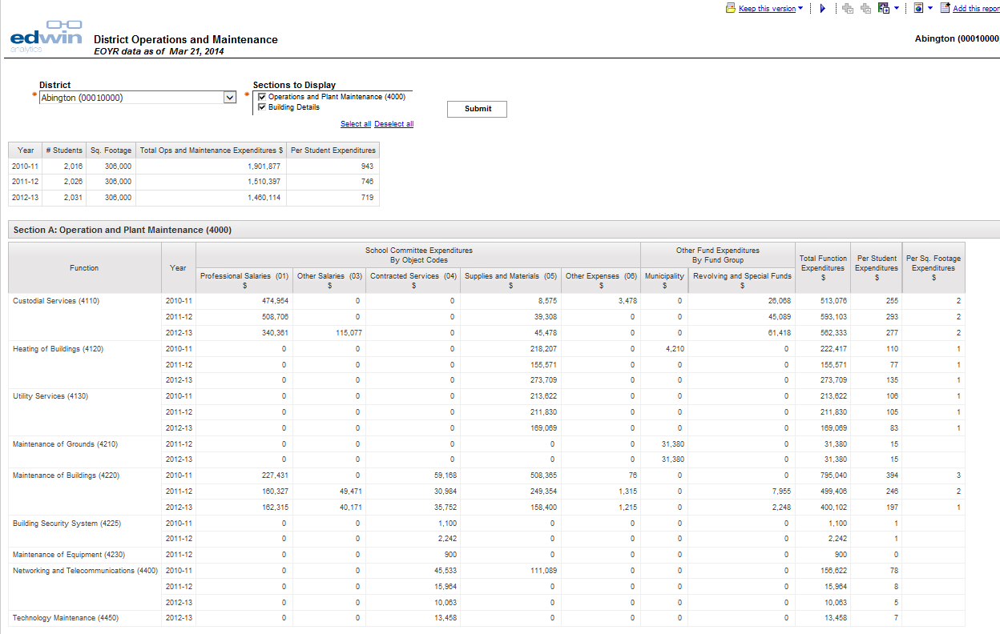 Keep this version
Add this repor
edwin
analytics
District Operations and Maintenance
EOYR data as of Mar 21, 2014
Abington (00010000
District
* Abington (00010000)
Sections to Display
* Operations and Plant Maintenance (4000)
Building Details
Select all Deselect all
Submit
Year # Students Sq. Footage Total Ops and Maintenance Expenditures $ Per Student Expenditures
2010-11 2,016 306,000 1,901,877 943
2011-12 2,026 306,000 1,510,397 746
2012-13 2,031 306,000 1,460,114 719
Section A: Operation and Plant Maintenance (4000)
Function Year School Committee Expenditures By Object Codes Other Fund Expenditures By Fund Group Total Function Expenditures $ Per Student Expenditures $ Per Sq. Footage Expenditures $
Professional Salaries (01) $ Other Salaries (03) $ Contracted Services (04) $ Supplies and Materials (05) $ Other Expenses (06) $ Municipality $ Revolving and Special Funds $
Custodial Services (4110) 2010-11 474,954 0 0 8,575 3,478 0 26,068 513,076 255 2
2011-12 508,706 0 0 39,308 0 0 45,089 593,103 293 2
2012-13 340,361 115,077 0 45,478 0 0 61,418 562,333 277 2
Heating of Buildings (4120) 2010-11 0 0 0 218,207 0 4,210 0 222,417 110 1
2011-12 0 0 0 155,571 0 0 0 155,571 77 1
2012-13 0 0 0 273,709 0 0 0 273,709 135 1
Utility Services (4130) 2010-11 0 0 0 213,622 0 0 0 213,622 106 1
2011-12 0 0 0 211,830 0 0 0 211,830 105 1
2012-13 0 0 0 169,069 0 0 0 169,069 83 1
Maintenance of Grounds (4210) 2011-12 0 0 0 0 0 31,380 0 31,380 15
2012-13 0 0 0 0 0 31,380 0 31,380 15
Maintenance of Buildings (4220) 2010-11 227,431 0 59,168 508,365 76 0 0 795,040 394 3
2011-12 160,327 49,471 30,984 249,354 1,315 0 7,955 499,406 246 2
2012-13 162,315 40,171 35,752 158,400 1,215 0 2,248 400,102 197 1
Building Security System (4225) 2010-11 0 0 1,100 0 0 0 0 1,100 1
2011-12 0 0 2,242 0 0 0 0 2,242 1
Maintenance of Equipment (4230) 2011-12 0 0 900 0 0 0 0 900 0
Networking and Telecommunications (4400) 2010-11 0 0 45,533 111,089 0 0 0 156,622 78
2011-12 0 0 15,964 0 0 0 0 15,964 8
2012-13 0 0 10,063 0 0 0 0 10,063 5
Technology Maintenance (4450) 2012-13 0 0 13,458 0 0 0 0 13,458 7